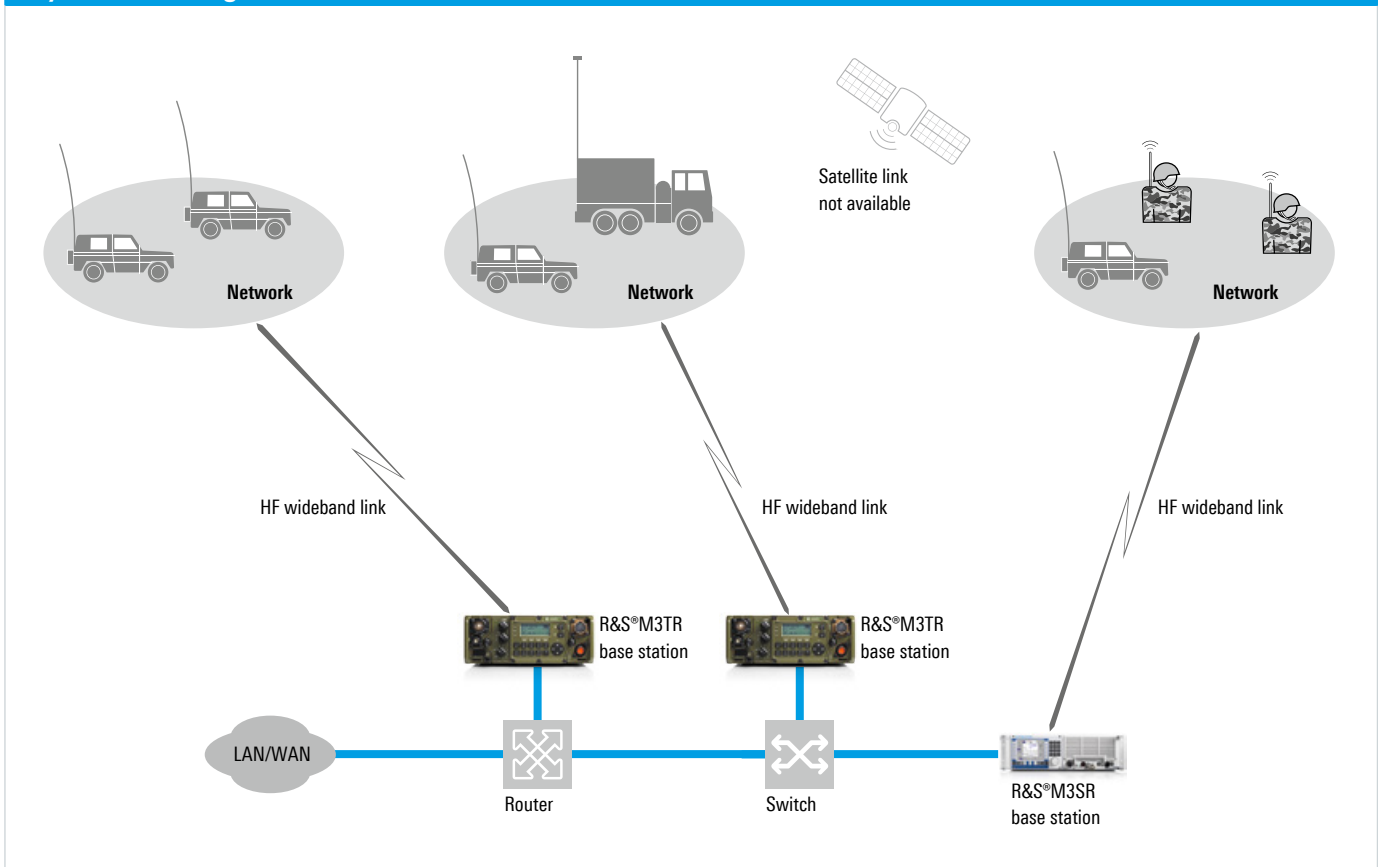 Satellite link
not available
Network
Network
Network
HF wideband link
HF wideband link
HF wideband link
R&S®M3TR
base station
R&S®M3TR
base station
LAN/WAN
Router
Switch
R&S®M3SR
base station